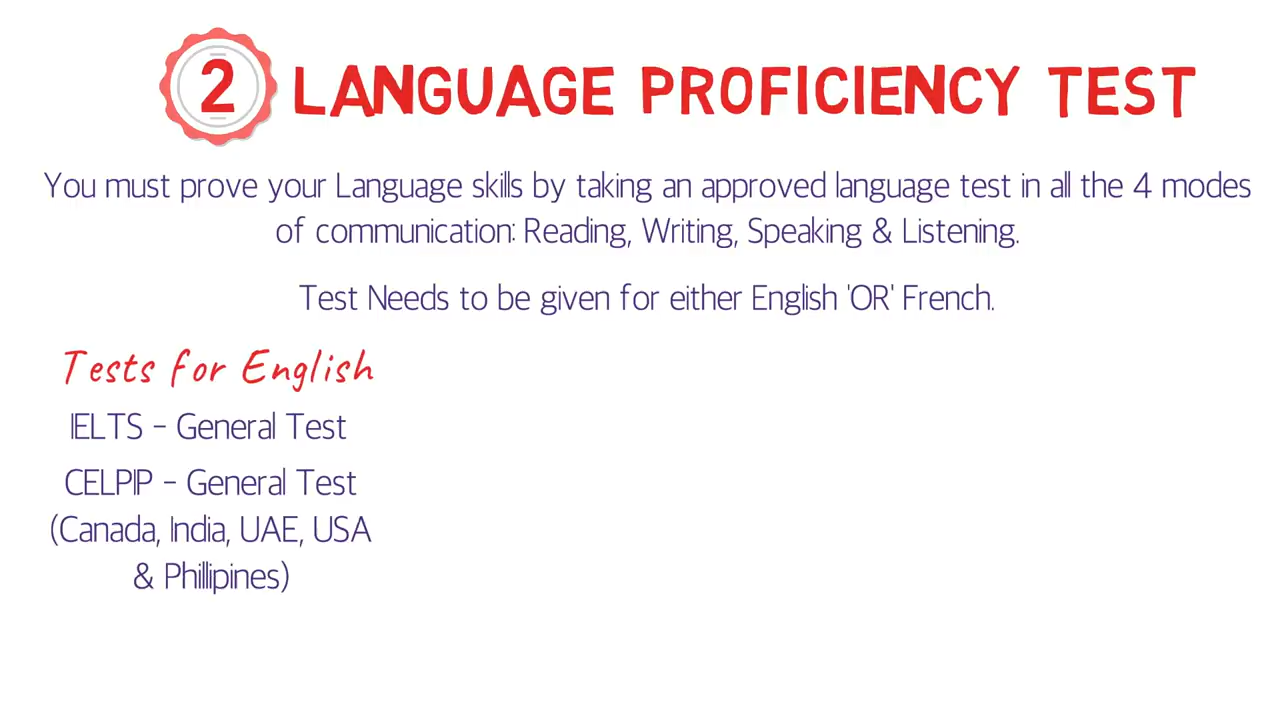 2 LANGUAGE PROFICIENCY TEST
You must prove your Language skills by taking an approved language test in all the 4 modes
of communication: Reading, Writing, Speaking & Listening.
Test Needs to be given for either English 'OR' French.
Tests for English
IELTS - General Test
CELPIP - General Test
(Canada, India, UAE, USA
& Phillipines)